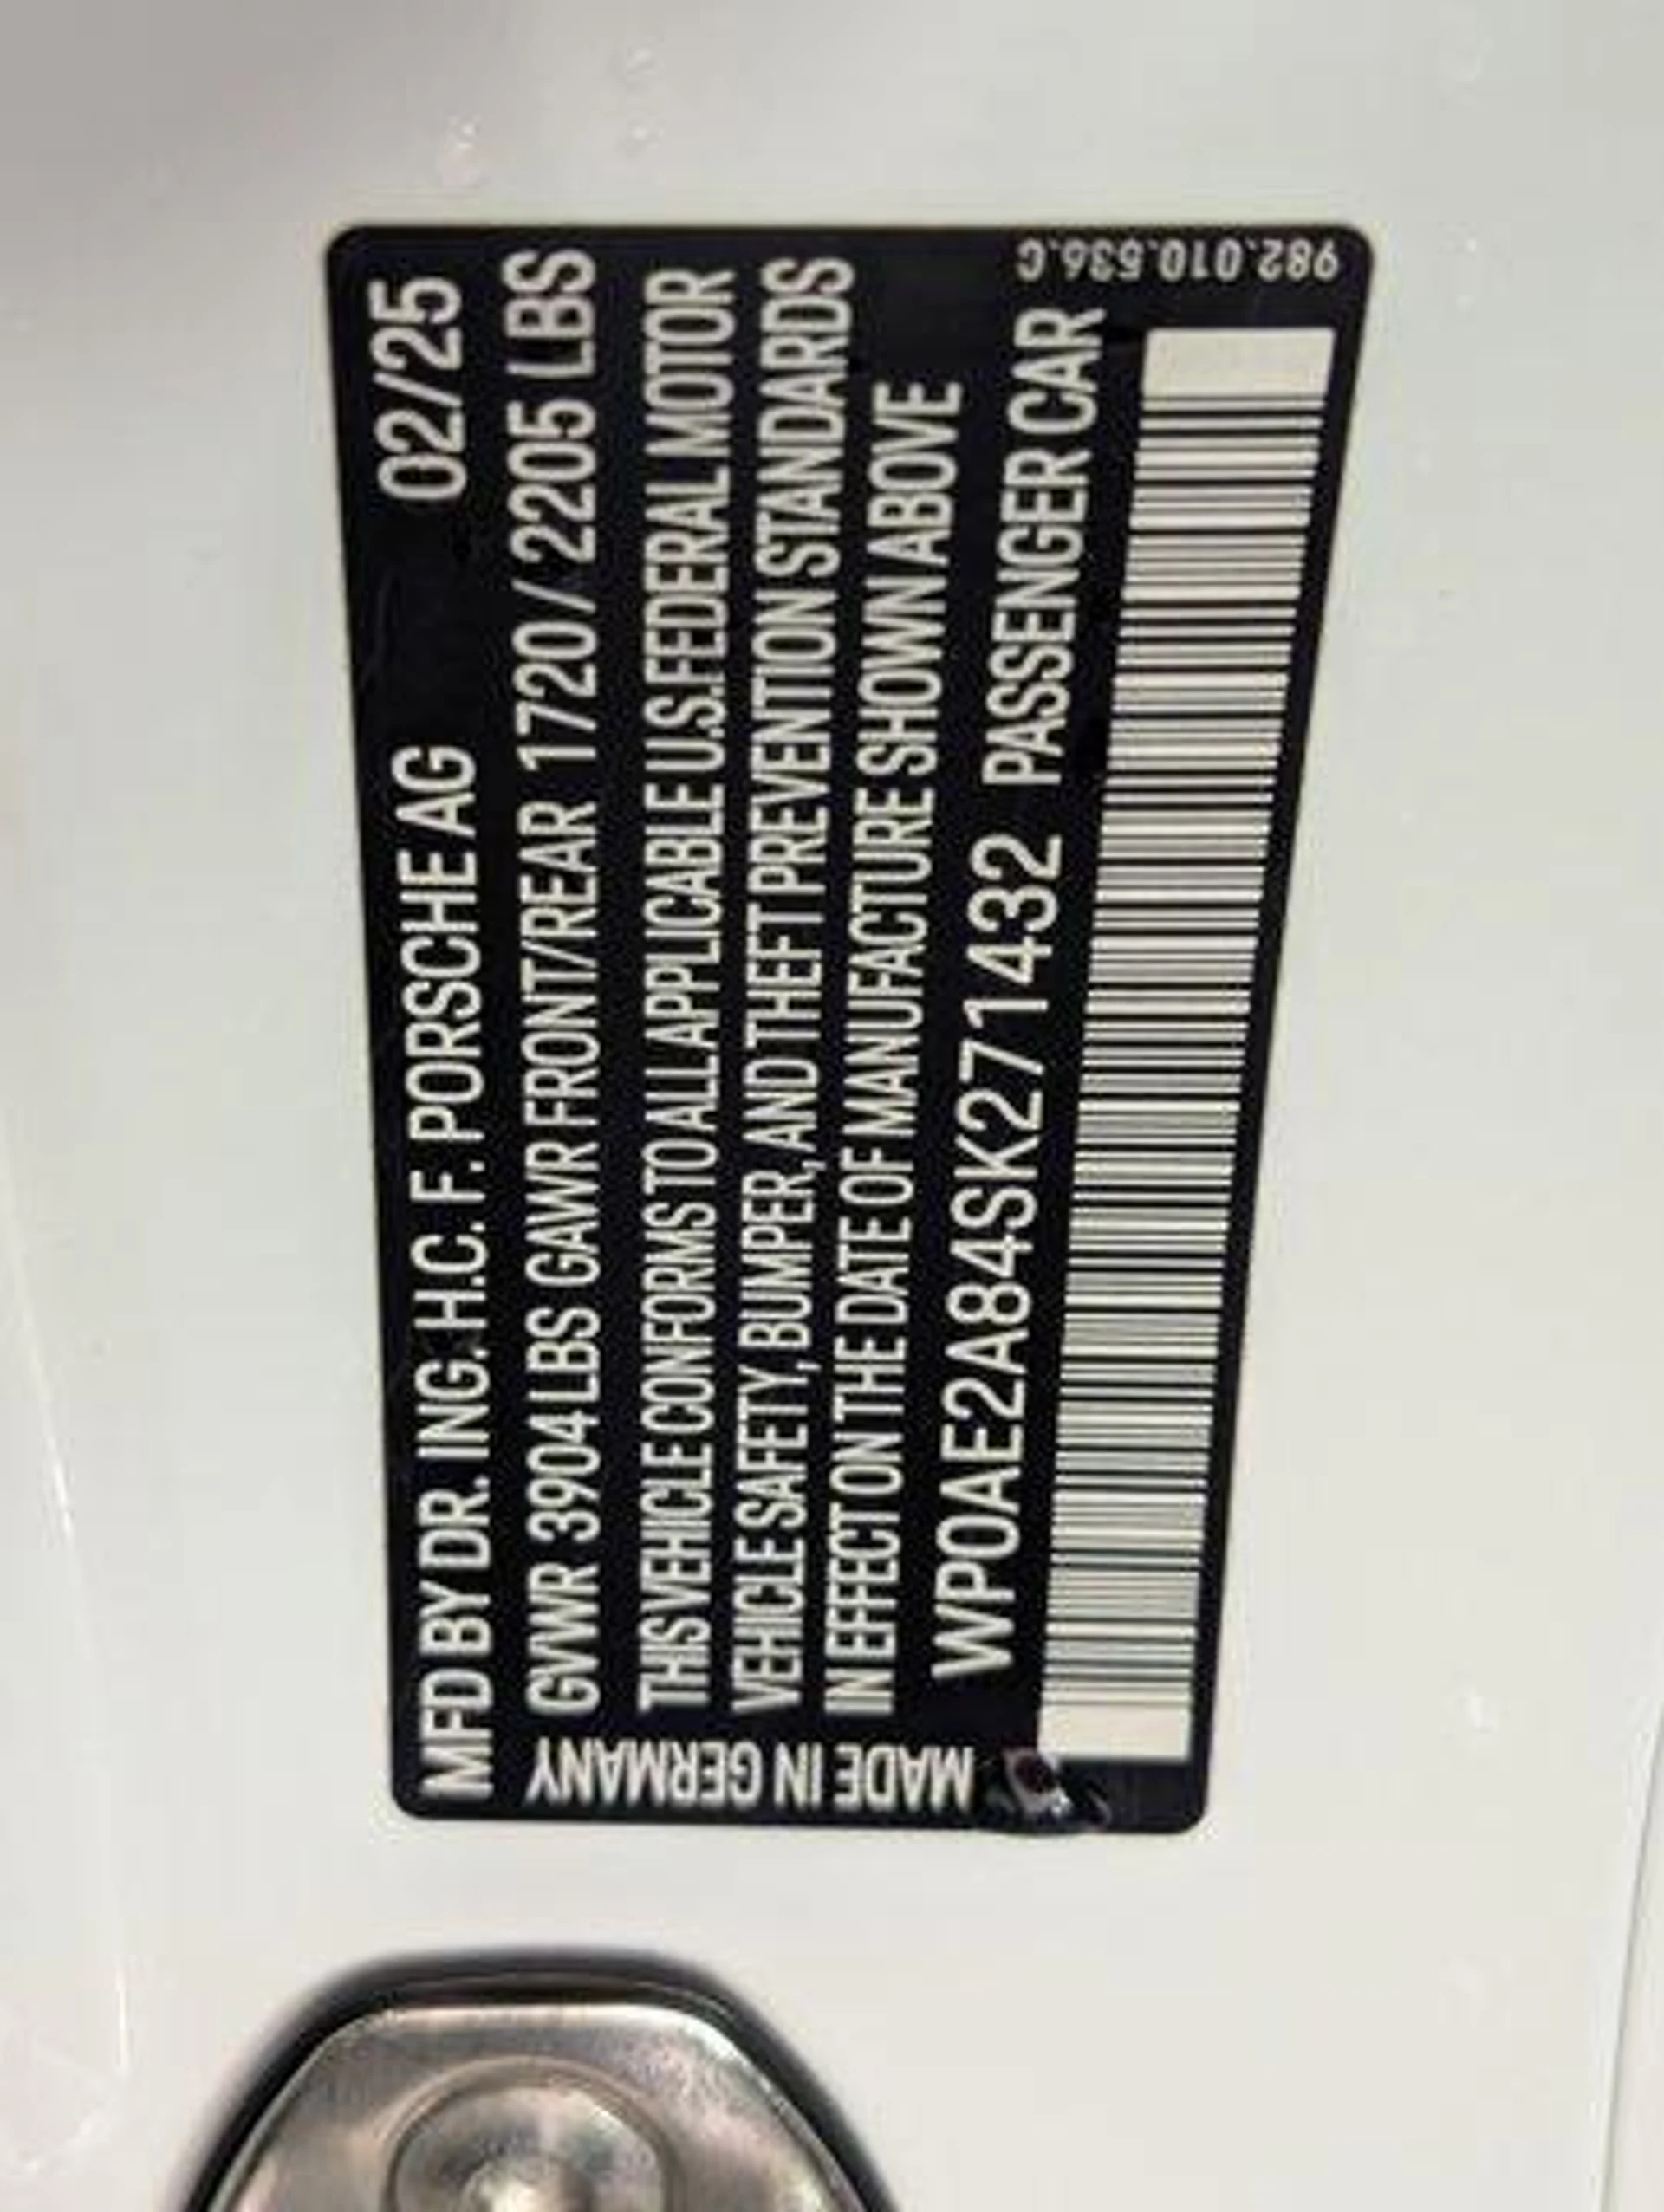 MFD BY DR. ING. H.C. F. PORSCHE AG 02/25
GVWR 3904 LBS GAWR FRONT/REAR 1720 / 2205 LBS
THIS VEHICLE CONFORMS TO ALL APPLICABLE U.S. FEDERAL MOTOR
VEHICLE SAFETY, BUMPER, AND THEFT PREVENTION STANDARDS
IN EFFECT ON THE DATE OF MANUFACTURE SHOWN ABOVE
WP0AE2A84SK271432 PASSENGER CAR
MADE IN GERMANY
982.010.536.C